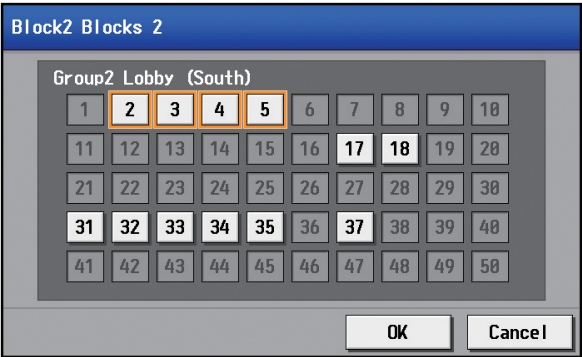 Block2 Blocks 2
Group2 Lobby (South)
1 2 3 4 5 6 7 8 9 10
11 12 13 14 15 16 17 18 19 20
21 22 23 24 25 26 27 28 29 30
31 32 33 34 35 36 37 38 39 40
41 42 43 44 45 46 47 48 49 50
OK Cancel